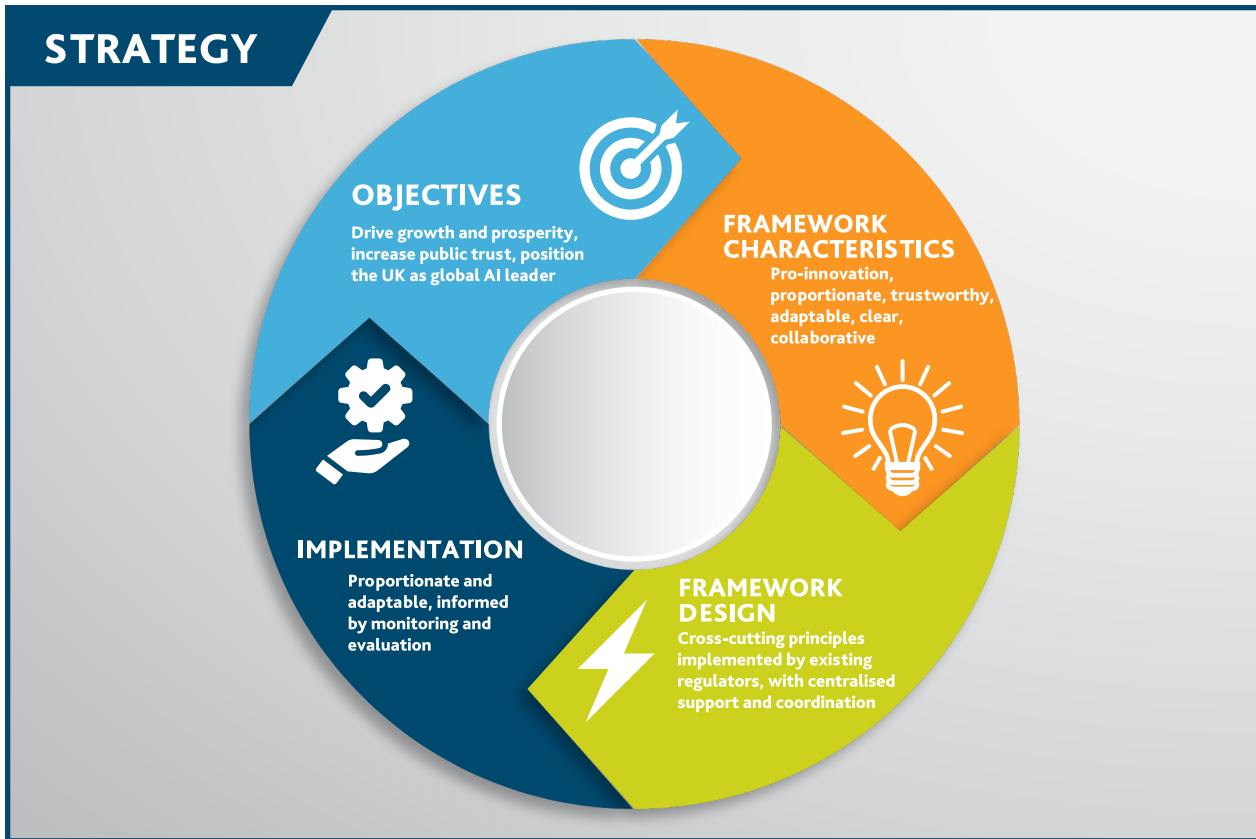 STRATEGY
OBJECTIVES
Drive growth and prosperity,
increase public trust, position
the UK as global AI leader
FRAMEWORK
CHARACTERISTICS
Pro-innovation,
proportionate, trustworthy,
adaptable, clear,
collaborative
FRAMEWORK
DESIGN
Cross-cutting principles
implemented by existing
regulators, with centralised
support and coordination
IMPLEMENTATION
Proportionate and
adaptable, informed
by monitoring and
evaluation